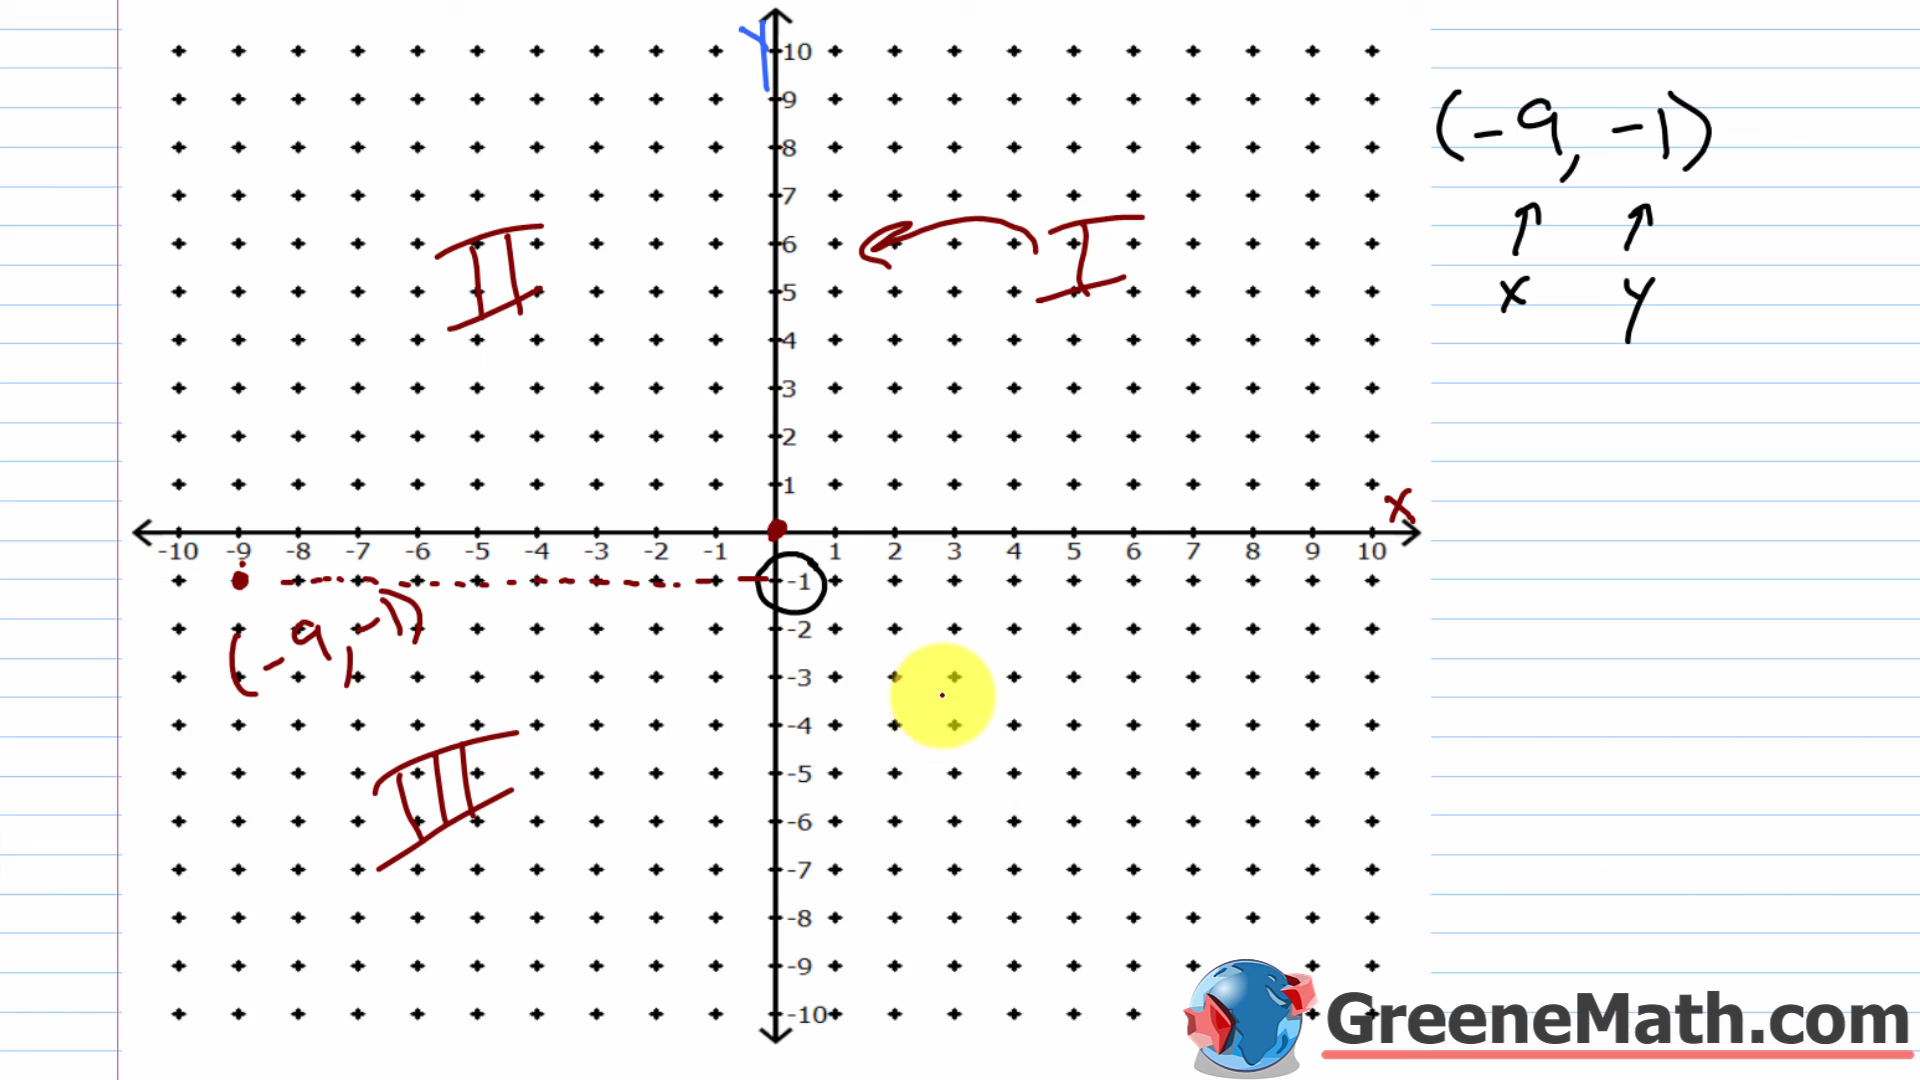 Y
10
9
8
7
6
5
4
3
2
1
(-9, -1)
x y
II
I
x
-10 -9 -8 -7 -6 -5 -4 -3 -2 -1 1 2 3 4 5 6 7 8 9 10
-1
-2
-3
-4
-5
-6
-7
-8
-9
-10
(-9, -1)
III
GreeneMath.com